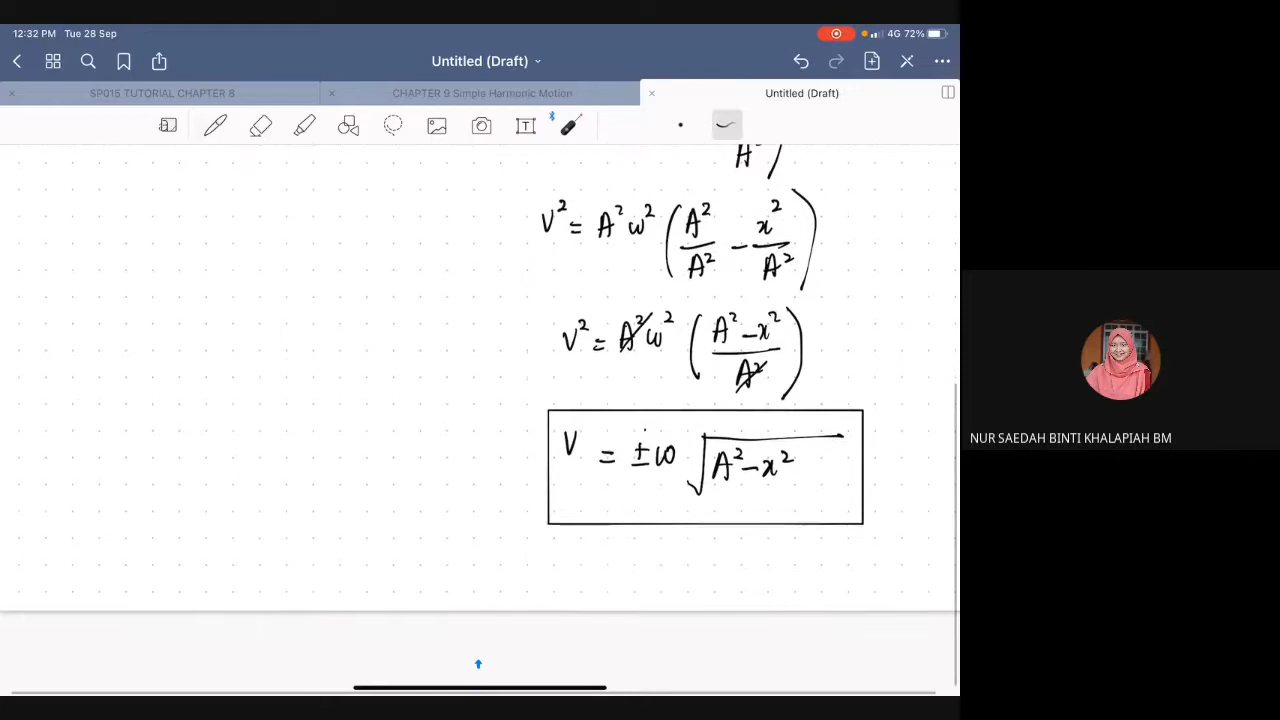 12:32 PM Tue 28 Sep
4G 72%
Untitled (Draft)
SP015 TUTORIAL CHAPTER 8
CHAPTER 9 Simple Harmonic Motion
Untitled (Draft)
T
A²)
V² = A²ω² (A²/A² − x²/A²)
V² = A²ω² (A² − x²/A²)
V = ±ω √A² − x²
NUR SAEDAH BINTI KHALAPIAH BM